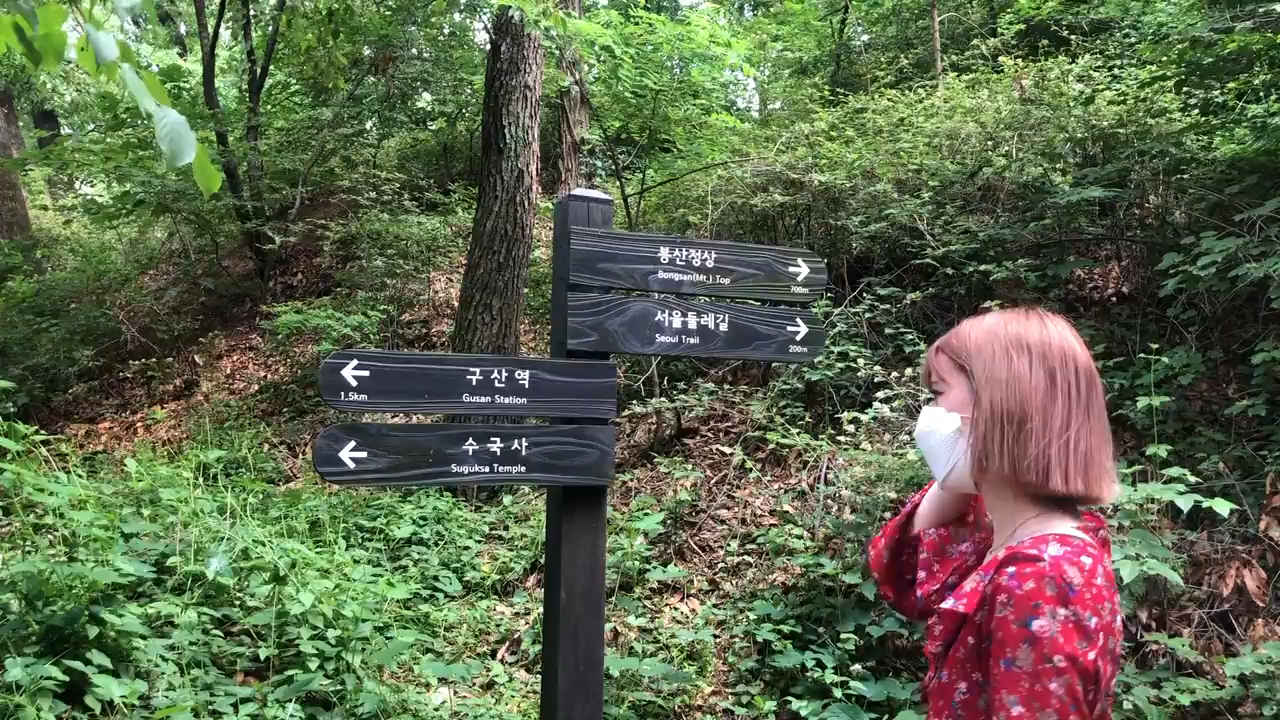 봉산정상
Bongsan(Mt.) Top
700m
서울둘레길
Seoul Trail
200m
구산역
1.5km
Gusan Station
수국사
Suguksa Temple